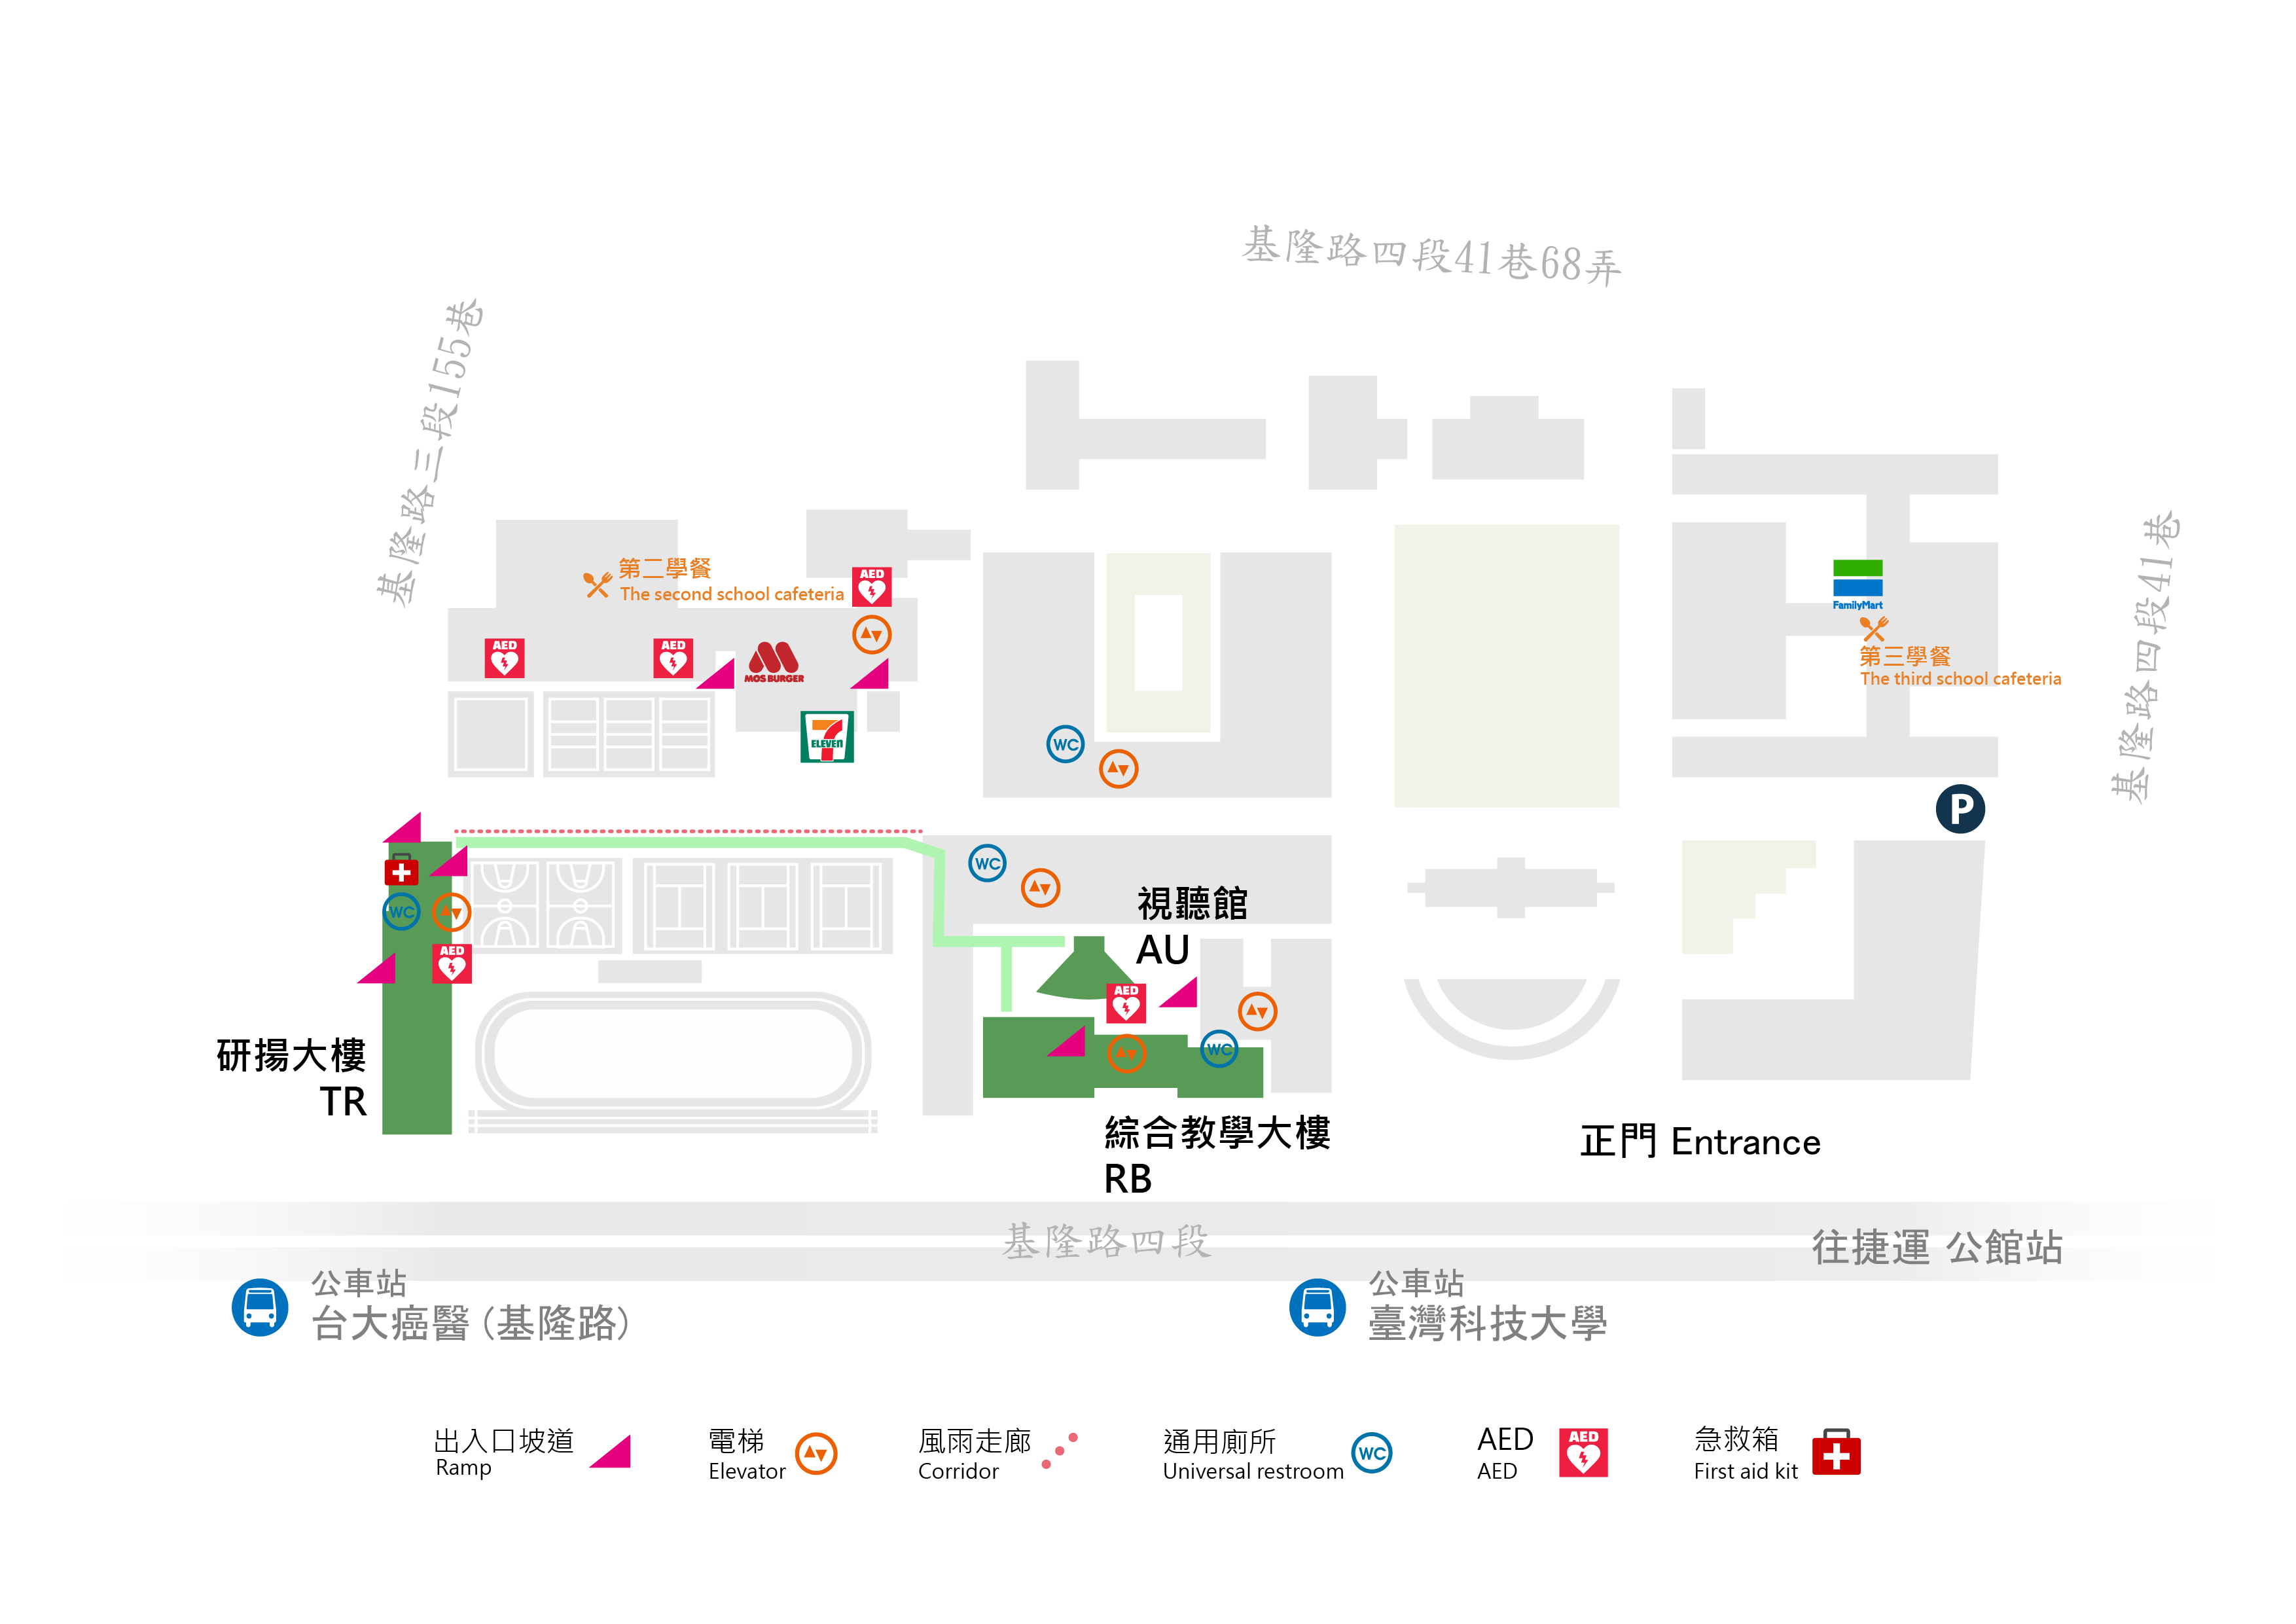 基隆路四段41巷68弄
基隆路三段155巷
基隆路四段41巷
第二學餐
The second school cafeteria
AED
AED
AED
MOS BURGER
7
ELEVEN
WC
FamilyMart
第三學餐
The third school cafeteria
P
WC
WC
AED
視聽館
AU
AED
WC
研揚大樓
TR
綜合教學大樓
RB
正門 Entrance
基隆路四段
往捷運 公館站
公車站
台大癌醫(基隆路)
公車站
臺灣科技大學
出入口坡道
Ramp
電梯
Elevator
風雨走廊
Corridor
通用廁所
Universal restroom
WC
AED
AED
AED
急救箱
First aid kit